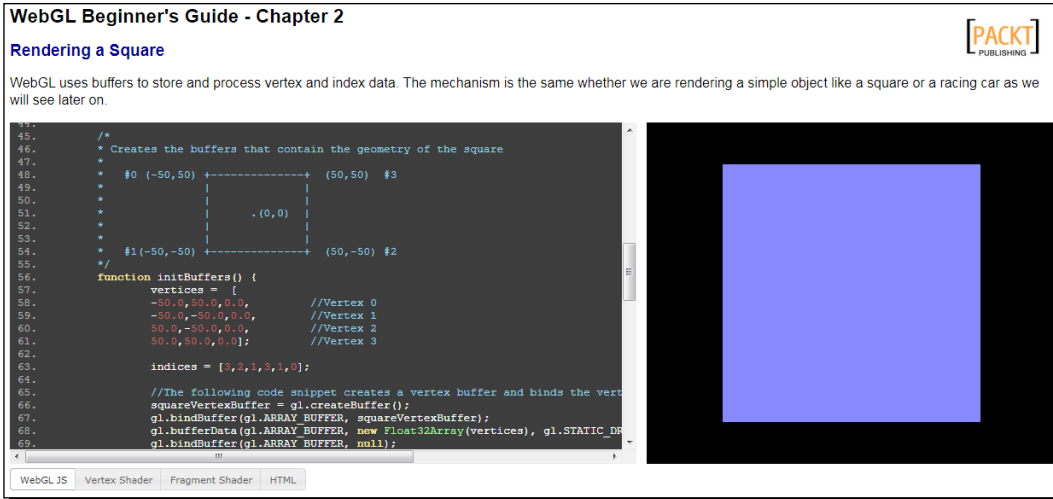 WebGL Beginner's Guide - Chapter 2
PACKT
PUBLISHING
Rendering a Square
WebGL uses buffers to store and process vertex and index data. The mechanism is the same whether we are rendering a simple object like a square or a racing car as we
will see later on.
45. /*
46. * Creates the buffers that contain the geometry of the square
47. *
48. * #0 (-50,50) +--------------+ (50,50) #3
49. * | |
50. * | |
51. * | .(0,0) |
52. * | |
53. * | |
54. * #1(-50,-50) +--------------+ (50,-50) #2
55. */
56. function initBuffers() {
57. vertices = [
58. -50.0,50.0,0.0, //Vertex 0
59. -50.0,-50.0,0.0, //Vertex 1
60. 50.0,-50.0,0.0, //Vertex 2
61. 50.0,50.0,0.0]; //Vertex 3
62.
63. indices = [3,2,1,3,1,0];
64.
65. //The following code snippet creates a vertex buffer and binds the vert
66. squareVertexBuffer = gl.createBuffer();
67. gl.bindBuffer(gl.ARRAY_BUFFER, squareVertexBuffer);
68. gl.bufferData(gl.ARRAY_BUFFER, new Float32Array(vertices), gl.STATIC_DR
69. gl.bindBuffer(gl.ARRAY_BUFFER, null);
WebGL JS Vertex Shader Fragment Shader HTML